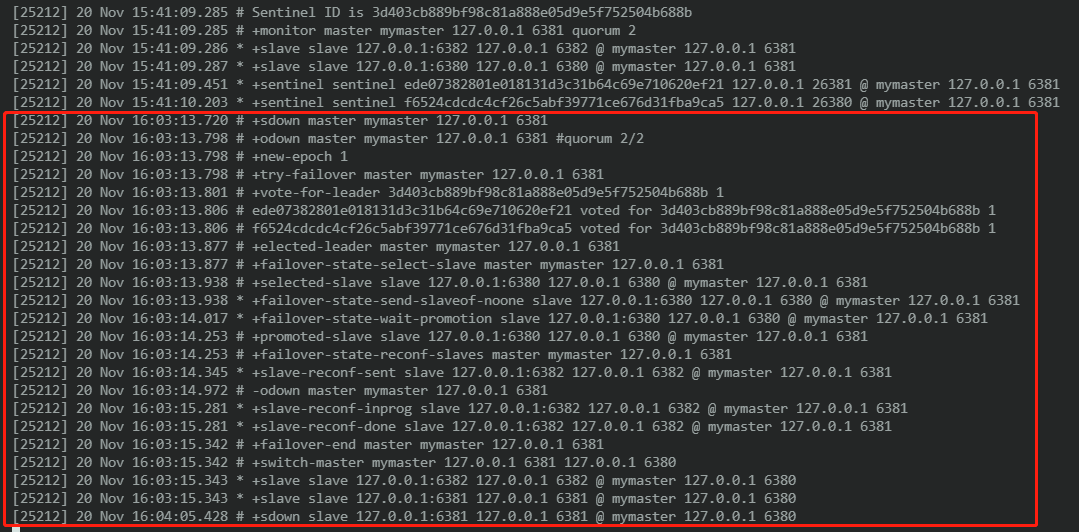 [25212] 20 Nov 15:41:09.285 # Sentinel ID is 3d403cb889bf98c81a888e05d9e5f752504b688b
[25212] 20 Nov 15:41:09.285 # +monitor master mymaster 127.0.0.1 6381 quorum 2
[25212] 20 Nov 15:41:09.286 * +slave slave 127.0.0.1:6382 127.0.0.1 6382 @ mymaster 127.0.0.1 6381
[25212] 20 Nov 15:41:09.287 * +slave slave 127.0.0.1:6380 127.0.0.1 6380 @ mymaster 127.0.0.1 6381
[25212] 20 Nov 15:41:09.451 * +sentinel sentinel ede07382801e018131d3c31b64c69e710620ef21 127.0.0.1 26381 @ mymaster 127.0.0.1 6381
[25212] 20 Nov 15:41:10.203 * +sentinel sentinel f6524cdcdc4cf26c5abf39771ce676d31fba9ca5 127.0.0.1 26380 @ mymaster 127.0.0.1 6381
[25212] 20 Nov 16:03:13.720 # +sdown master mymaster 127.0.0.1 6381
[25212] 20 Nov 16:03:13.798 # +odown master mymaster 127.0.0.1 6381 #quorum 2/2
[25212] 20 Nov 16:03:13.798 # +new-epoch 1
[25212] 20 Nov 16:03:13.798 # +try-failover master mymaster 127.0.0.1 6381
[25212] 20 Nov 16:03:13.801 # +vote-for-leader 3d403cb889bf98c81a888e05d9e5f752504b688b 1
[25212] 20 Nov 16:03:13.806 # ede07382801e018131d3c31b64c69e710620ef21 voted for 3d403cb889bf98c81a888e05d9e5f752504b688b 1
[25212] 20 Nov 16:03:13.806 # f6524cdcdc4cf26c5abf39771ce676d31fba9ca5 voted for 3d403cb889bf98c81a888e05d9e5f752504b688b 1
[25212] 20 Nov 16:03:13.877 # +elected-leader master mymaster 127.0.0.1 6381
[25212] 20 Nov 16:03:13.877 # +failover-state-select-slave master mymaster 127.0.0.1 6381
[25212] 20 Nov 16:03:13.938 # +selected-slave slave 127.0.0.1:6380 127.0.0.1 6380 @ mymaster 127.0.0.1 6381
[25212] 20 Nov 16:03:13.938 * +failover-state-send-slaveof-noone slave 127.0.0.1:6380 127.0.0.1 6380 @ mymaster 127.0.0.1 6381
[25212] 20 Nov 16:03:14.017 * +failover-state-wait-promotion slave 127.0.0.1:6380 127.0.0.1 6380 @ mymaster 127.0.0.1 6381
[25212] 20 Nov 16:03:14.253 # +promoted-slave slave 127.0.0.1:6380 127.0.0.1 6380 @ mymaster 127.0.0.1 6381
[25212] 20 Nov 16:03:14.253 # +failover-state-reconf-slaves master mymaster 127.0.0.1 6381
[25212] 20 Nov 16:03:14.345 * +slave-reconf-sent slave 127.0.0.1:6382 127.0.0.1 6382 @ mymaster 127.0.0.1 6381
[25212] 20 Nov 16:03:14.972 # -odown master mymaster 127.0.0.1 6381
[25212] 20 Nov 16:03:15.281 * +slave-reconf-inprog slave 127.0.0.1:6382 127.0.0.1 6382 @ mymaster 127.0.0.1 6381
[25212] 20 Nov 16:03:15.281 * +slave-reconf-done slave 127.0.0.1:6382 127.0.0.1 6382 @ mymaster 127.0.0.1 6381
[25212] 20 Nov 16:03:15.342 # +failover-end master mymaster 127.0.0.1 6381
[25212] 20 Nov 16:03:15.342 # +switch-master mymaster 127.0.0.1 6381 127.0.0.1 6380
[25212] 20 Nov 16:03:15.343 * +slave slave 127.0.0.1:6382 127.0.0.1 6382 @ mymaster 127.0.0.1 6380
[25212] 20 Nov 16:03:15.343 * +slave slave 127.0.0.1:6381 127.0.0.1 6381 @ mymaster 127.0.0.1 6380
[25212] 20 Nov 16:04:05.428 # +sdown slave 127.0.0.1:6381 127.0.0.1 6381 @ mymaster 127.0.0.1 6380